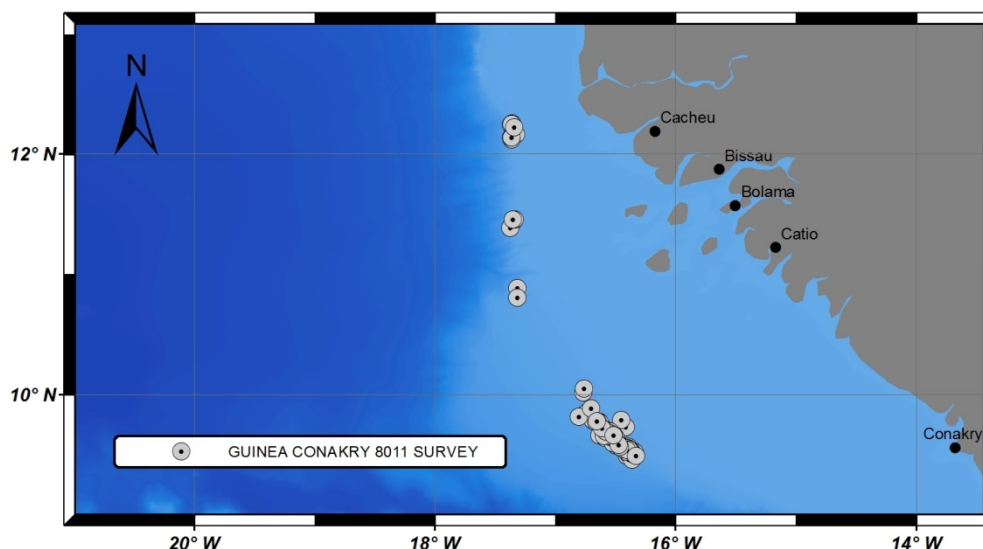 N
Cacheu
12° N
Bissau
Bolama
Catio
10° N
Conakry
GUINEA CONAKRY 8011 SURVEY
20° W
18° W
16° W
14° W